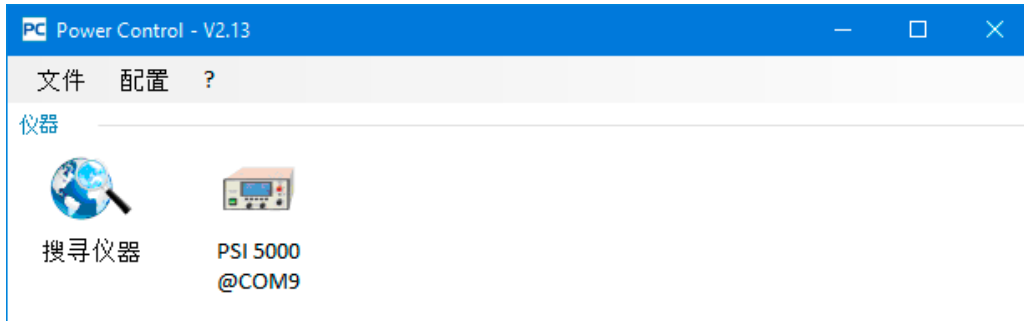 PC Power Control - V2.13
文件 配置 ?
仪器
搜寻仪器 PSI 5000
@COM9